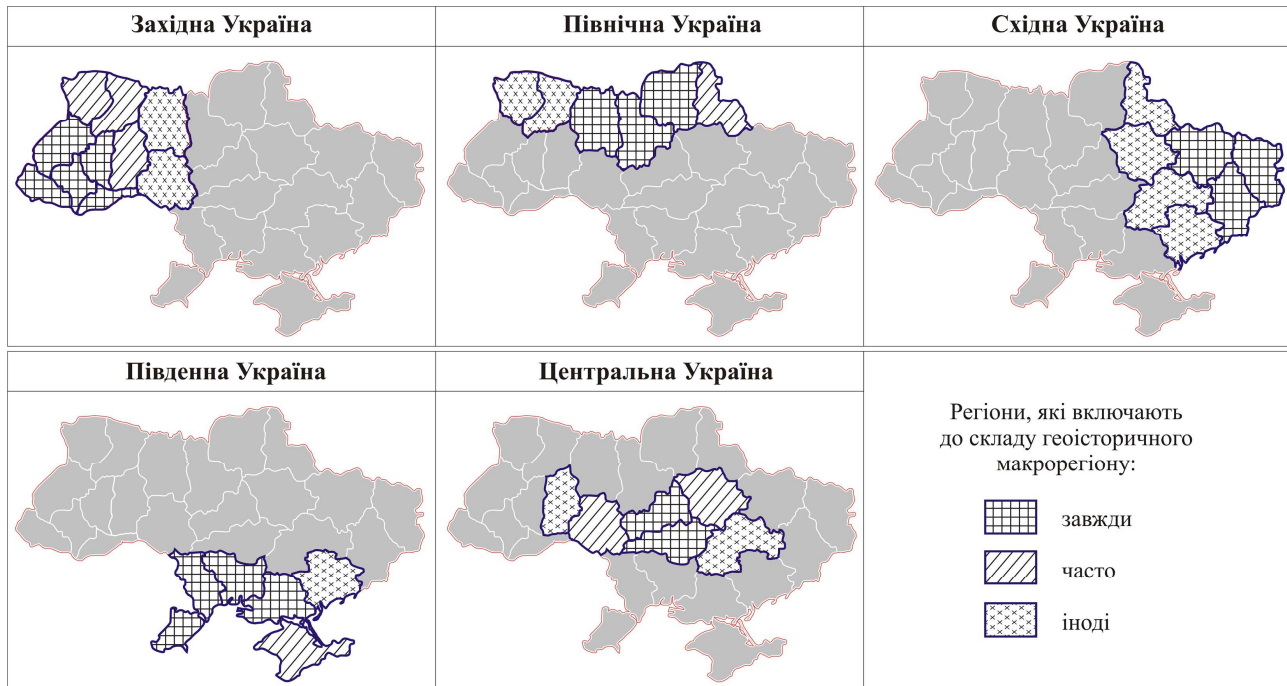 Західна Україна
Північна Україна
Східна Україна
Південна Україна
Центральна Україна
Регіони, які включають
до складу геоісторичного
макрорегіону:
завжди
часто
іноді